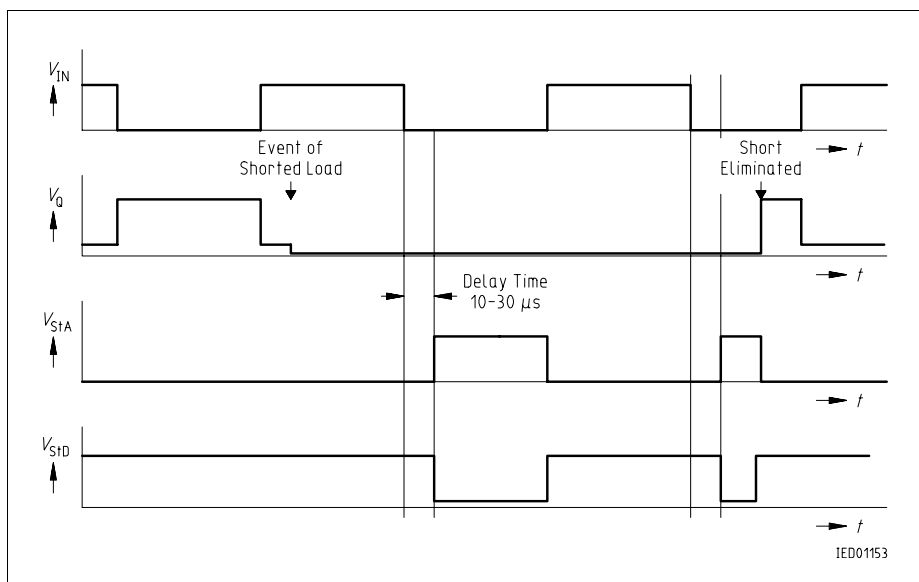 V_IN
t
Event of
Shorted Load
Short
Eliminated
V_Q
t
Delay Time
10-30 µs
V_StA
t
V_StD
t
IED01153